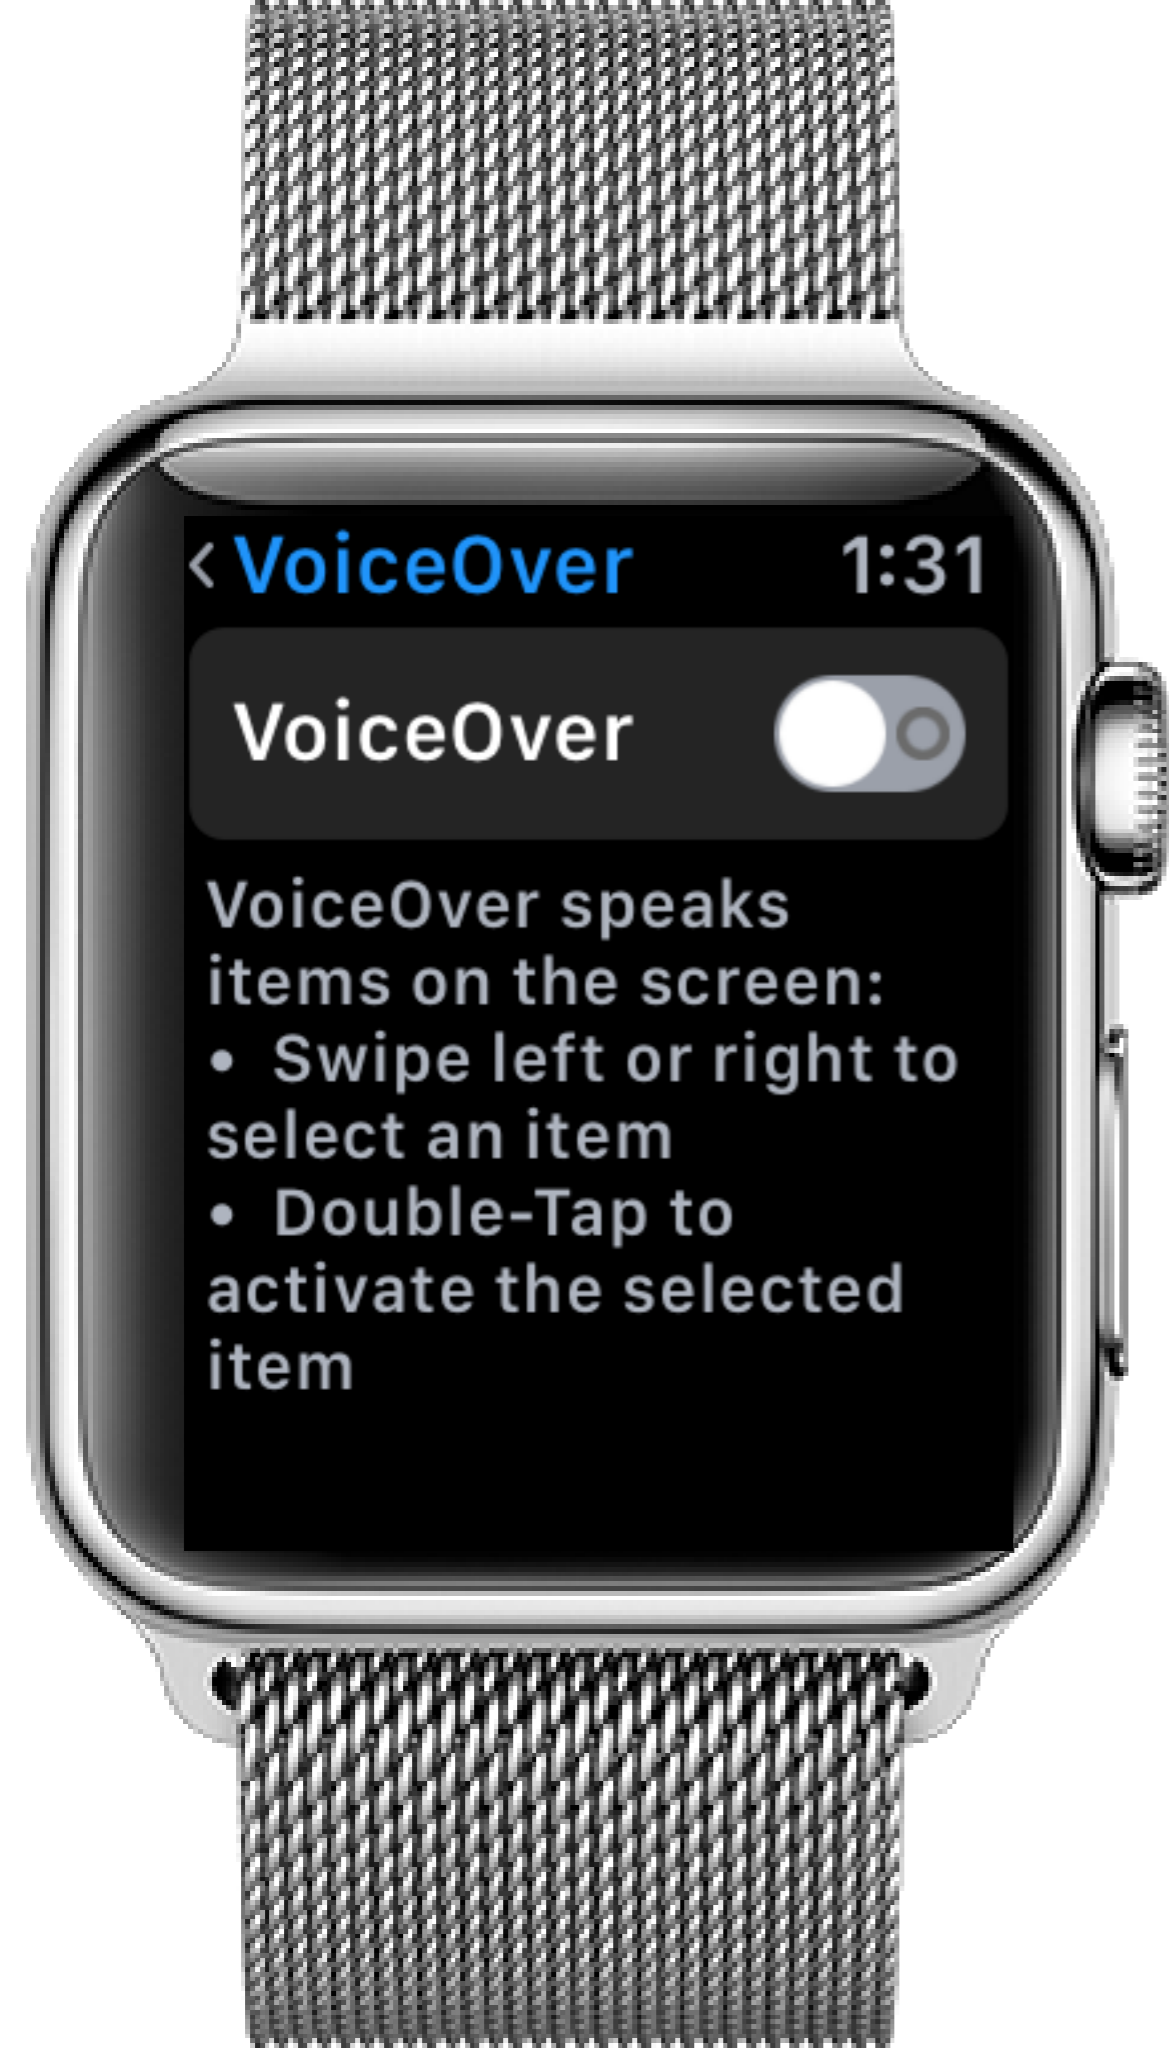 VoiceOver 1:31
VoiceOver
VoiceOver speaks
items on the screen:
• Swipe left or right to
select an item
• Double-Tap to
activate the selected
item